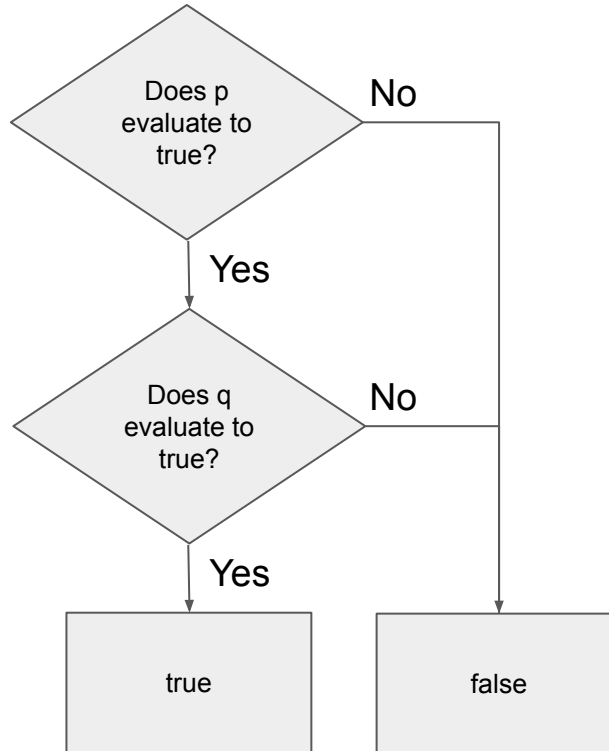 Does p
evaluate to
true?
No
Yes
Does q
evaluate to
true?
No
Yes
true
false